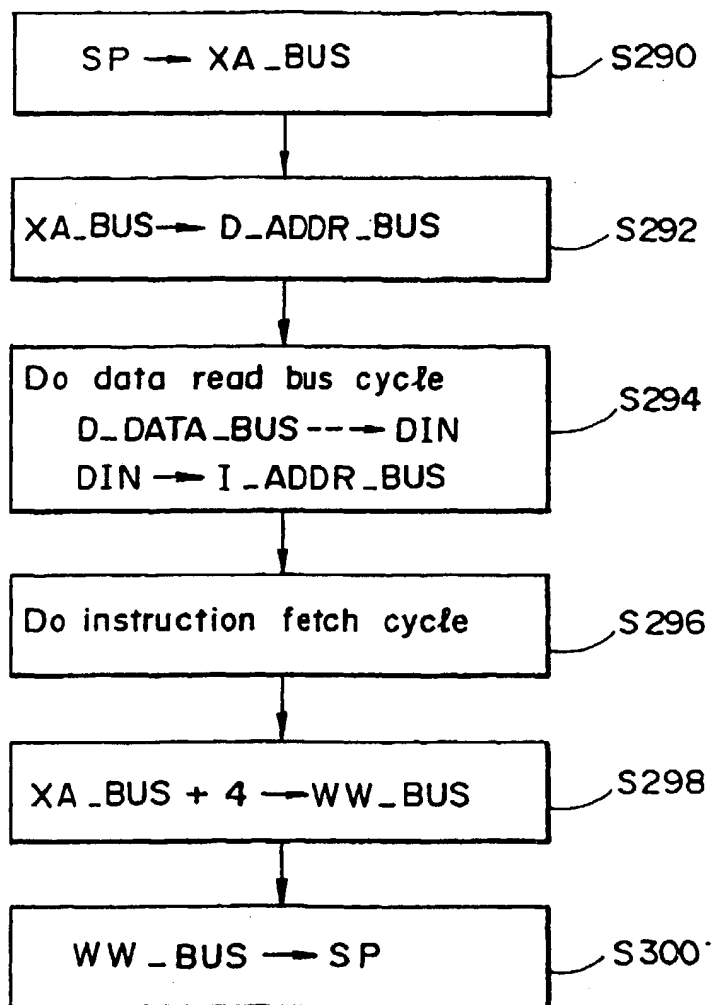 SP → XA_BUS
S290
XA_BUS → D_ADDR_BUS
S292
Do data read bus cycle
D_DATA_BUS ---→ DIN
DIN → I_ADDR_BUS
S294
Do instruction fetch cycle
S296
XA_BUS + 4 → WW_BUS
S298
WW_BUS → SP
S300